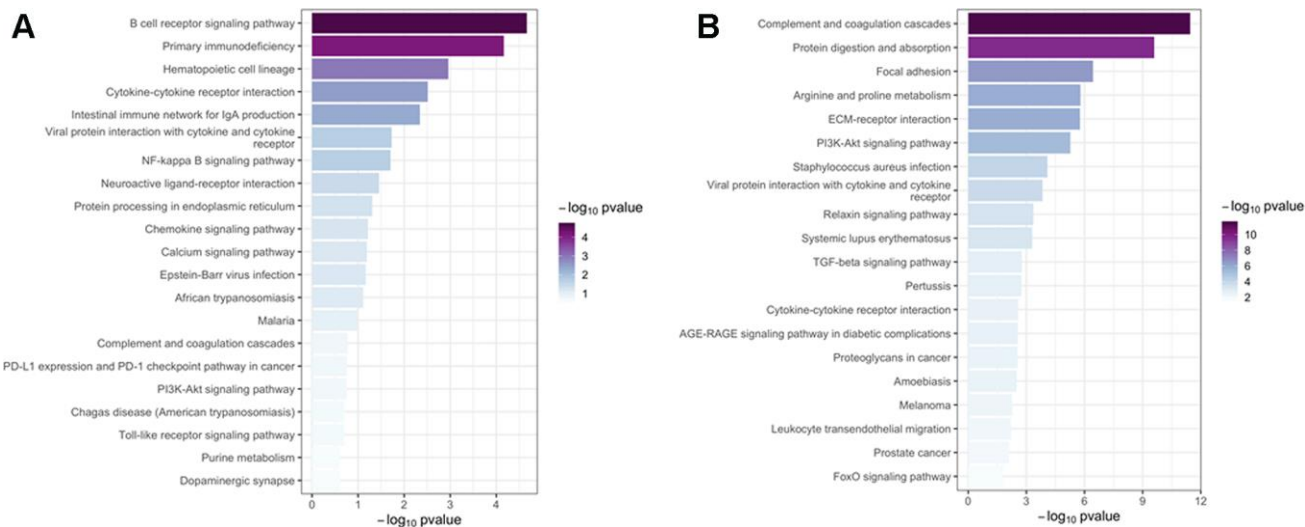 A
B cell receptor signaling pathway
Primary immunodeficiency
Hematopoietic cell lineage
Cytokine-cytokine receptor interaction
Intestinal immune network for IgA production
Viral protein interaction with cytokine and cytokine
receptor
NF-kappa B signaling pathway
Neuroactive ligand-receptor interaction
Protein processing in endoplasmic reticulum
Chemokine signaling pathway
Calcium signaling pathway
Epstein-Barr virus infection
African trypanosomiasis
Malaria
Complement and coagulation cascades
PD-L1 expression and PD-1 checkpoint pathway in cancer
PI3K-Akt signaling pathway
Chagas disease (American trypanosomiasis)
Toll-like receptor signaling pathway
Purine metabolism
Dopaminergic synapse
0 1 2 3 4
−log10 pvalue
−log10 pvalue
4
3
2
1
B
Complement and coagulation cascades
Protein digestion and absorption
Focal adhesion
Arginine and proline metabolism
ECM-receptor interaction
PI3K-Akt signaling pathway
Staphylococcus aureus infection
Viral protein interaction with cytokine and cytokine
receptor
Relaxin signaling pathway
Systemic lupus erythematosus
TGF-beta signaling pathway
Pertussis
Cytokine-cytokine receptor interaction
AGE-RAGE signaling pathway in diabetic complications
Proteoglycans in cancer
Amoebiasis
Melanoma
Leukocyte transendothelial migration
Prostate cancer
FoxO signaling pathway
0 3 6 9 12
−log10 pvalue
−log10 pvalue
10
8
6
4
2